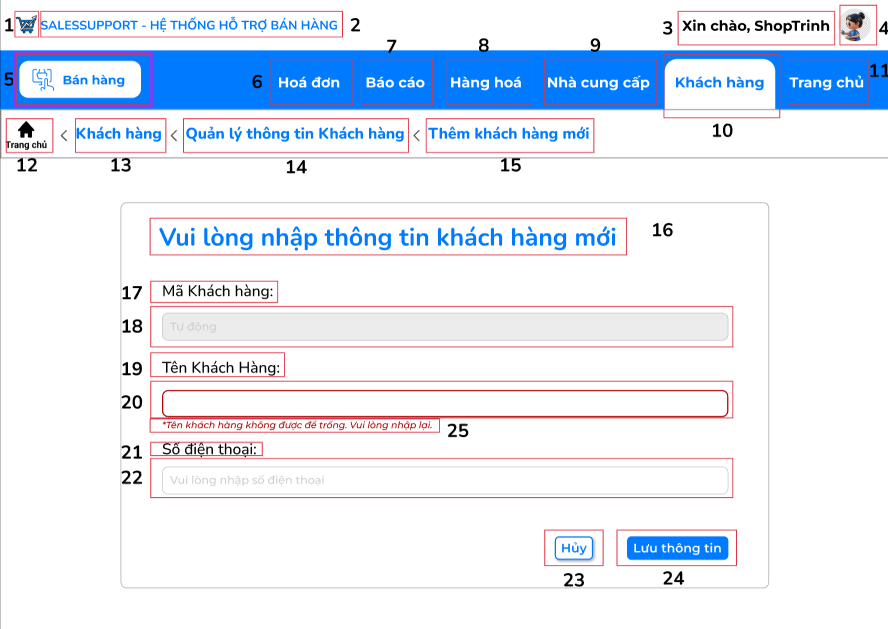 1 SALESSUPPORT - HỆ THỐNG HỖ TRỢ BÁN HÀNG 2
3 Xin chào, ShopTrinh 4
7 8 9
5 Bán hàng 6 Hoá đơn Báo cáo Hàng hoá Nhà cung cấp Khách hàng Trang chủ 11
10
Trang chủ < Khách hàng < Quản lý thông tin Khách hàng < Thêm khách hàng mới
12 13 14 15
Vui lòng nhập thông tin khách hàng mới 16
17 Mã Khách hàng:
18 Tự động
19 Tên Khách Hàng:
20
*Tên khách hàng không được để trống. Vui lòng nhập lại. 25
21 Số điện thoại:
22 Vui lòng nhập số điện thoại
Hủy Lưu thông tin
23 24